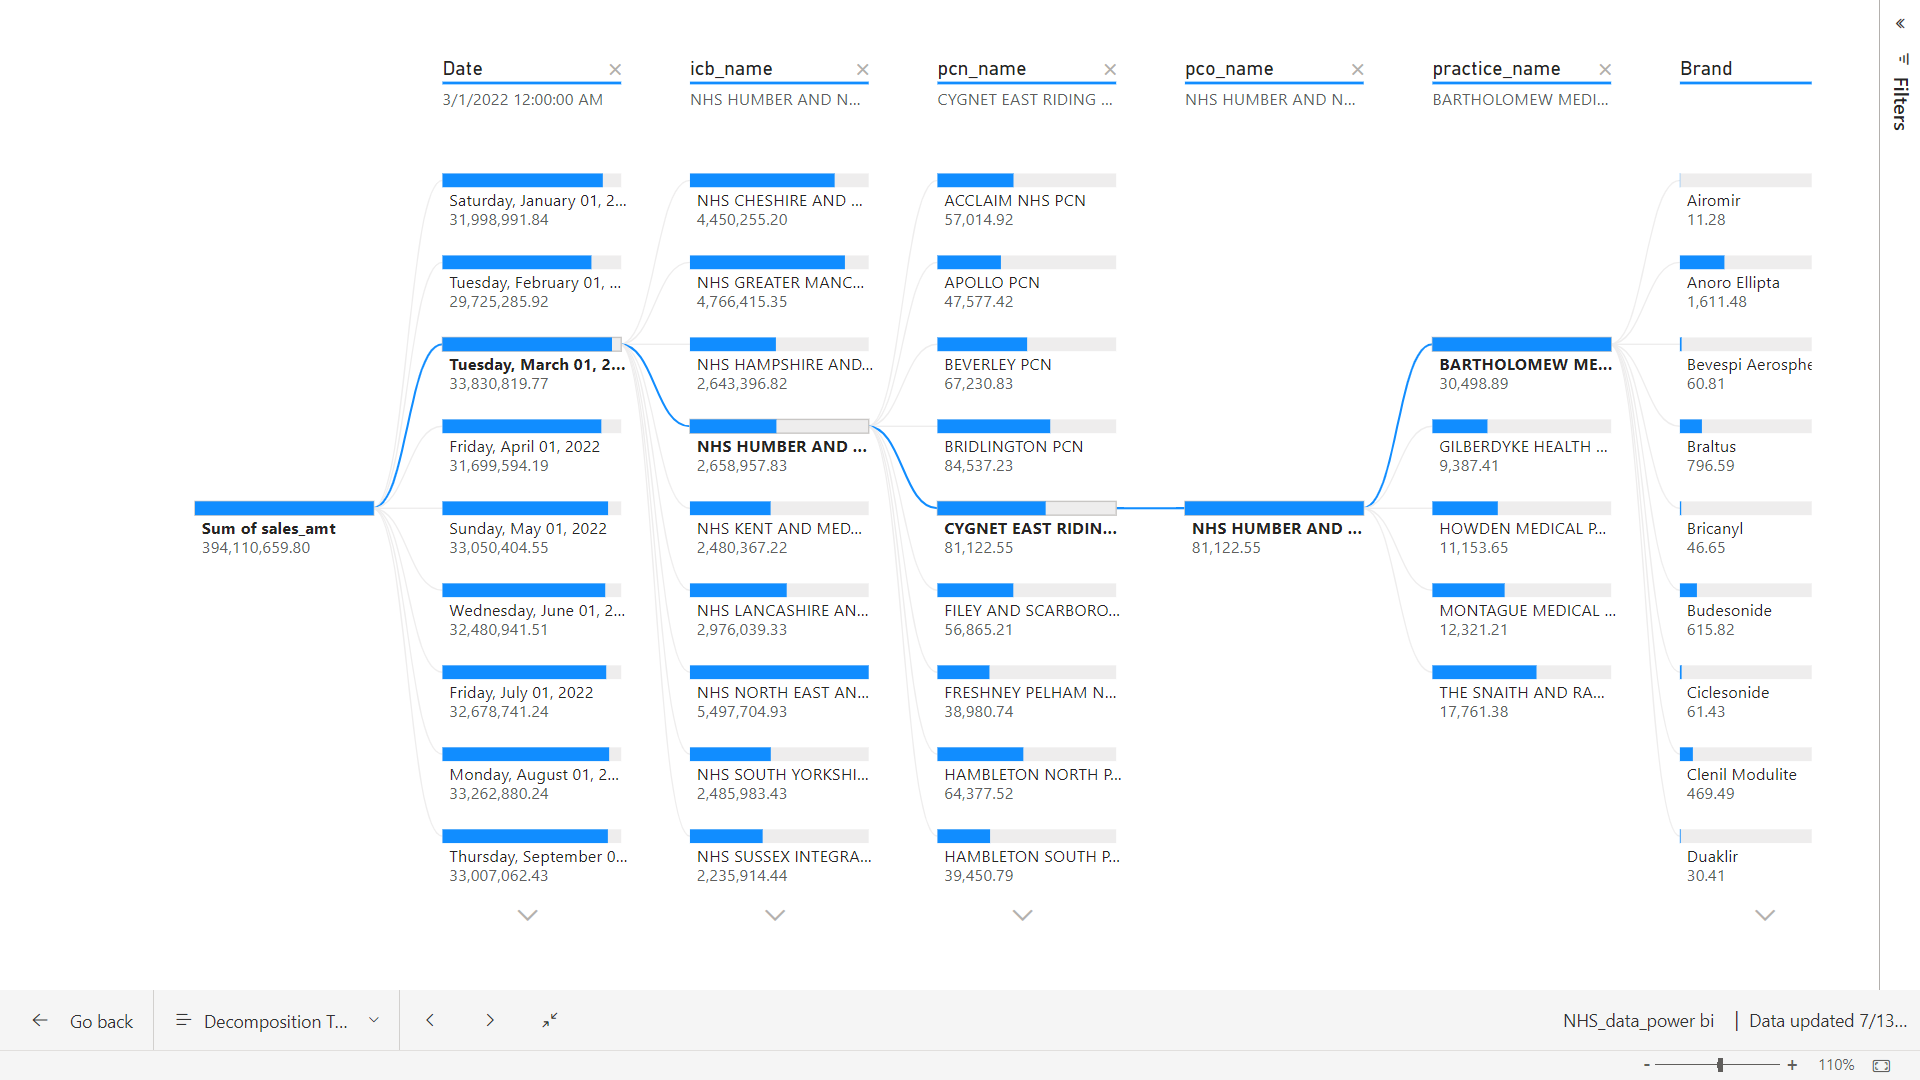 Date
3/1/2022 12:00:00 AM
icb_name
NHS HUMBER AND N...
pcn_name
CYGNET EAST RIDING ...
pco_name
NHS HUMBER AND N...
practice_name
BARTHOLOMEW MEDI...
Brand
Filters
Sum of sales_amt
394,110,659.80
Saturday, January 01, 2...
31,998,991.84
Tuesday, February 01, ...
29,725,285.92
Tuesday, March 01, 2...
33,830,819.77
Friday, April 01, 2022
31,699,594.19
Sunday, May 01, 2022
33,050,404.55
Wednesday, June 01, 2...
32,480,941.51
Friday, July 01, 2022
32,678,741.24
Monday, August 01, 2...
33,262,880.24
Thursday, September 0...
33,007,062.43
NHS CHESHIRE AND ...
4,450,255.20
NHS GREATER MANC...
4,766,415.35
NHS HAMPSHIRE AND...
2,643,396.82
NHS HUMBER AND ...
2,658,957.83
NHS KENT AND MED...
2,480,367.22
NHS LANCASHIRE AN...
2,976,039.33
NHS NORTH EAST AN...
5,497,704.93
NHS SOUTH YORKSHI...
2,485,983.43
NHS SUSSEX INTEGRA...
2,235,914.44
ACCLAIM NHS PCN
57,014.92
APOLLO PCN
47,577.42
BEVERLEY PCN
67,230.83
BRIDLINGTON PCN
84,537.23
CYGNET EAST RIDIN...
81,122.55
FILEY AND SCARBORO...
56,865.21
FRESHNEY PELHAM N...
38,980.74
HAMBLETON NORTH P...
64,377.52
HAMBLETON SOUTH P...
39,450.79
NHS HUMBER AND ...
81,122.55
BARTHOLOMEW ME...
30,498.89
GILBERDYKE HEALTH ...
9,387.41
HOWDEN MEDICAL P...
11,153.65
MONTAGUE MEDICAL ...
12,321.21
THE SNAITH AND RA...
17,761.38
Airomir
11.28
Anoro Ellipta
1,611.48
Bevespi Aerosphe
60.81
Braltus
796.59
Bricanyl
46.65
Budesonide
615.82
Ciclesonide
61.43
Clenil Modulite
469.49
Duaklir
30.41
Go back
Decomposition T...
NHS_data_power bi | Data updated 7/13...
- + 110%